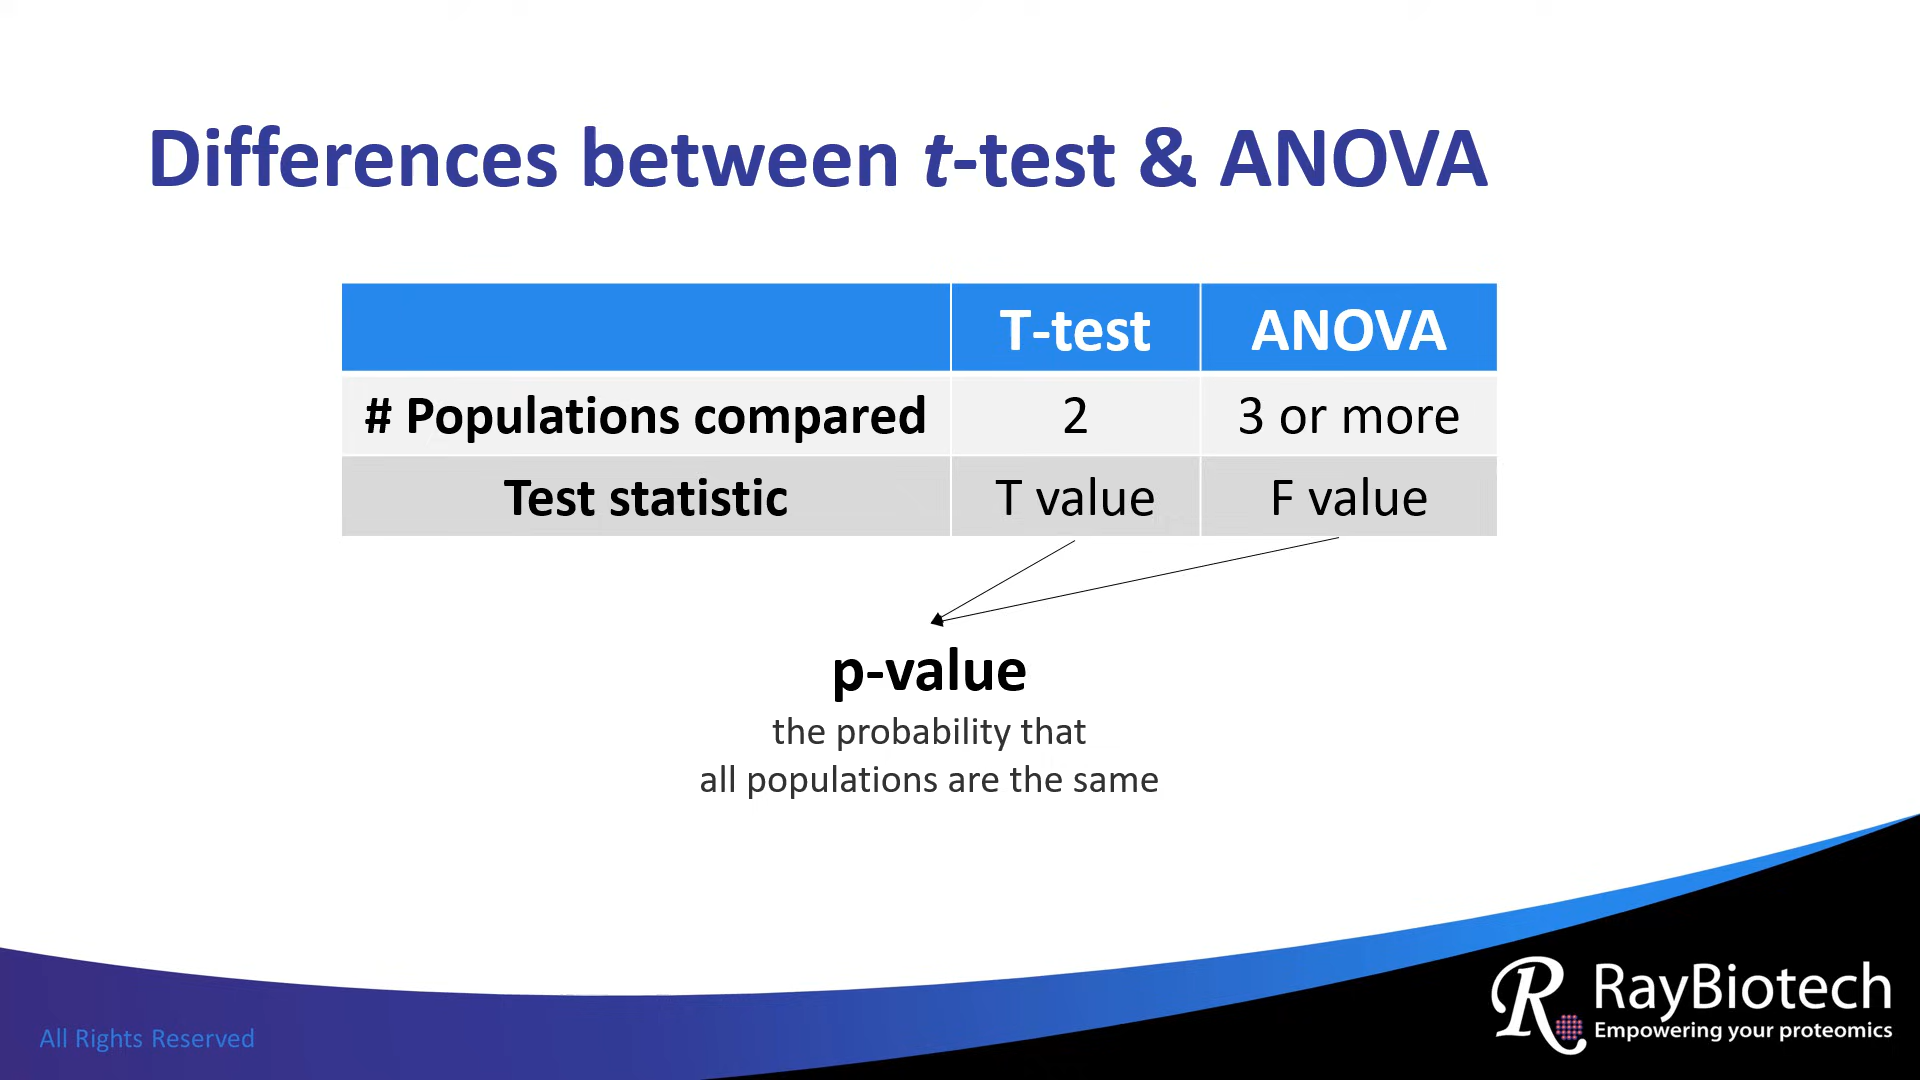 Differences between t-test & ANOVA
T-test ANOVA
# Populations compared 2 3 or more
Test statistic T value F value
p-value
the probability that
all populations are the same
RayBiotech
Empowering your proteomics
All Rights Reserved